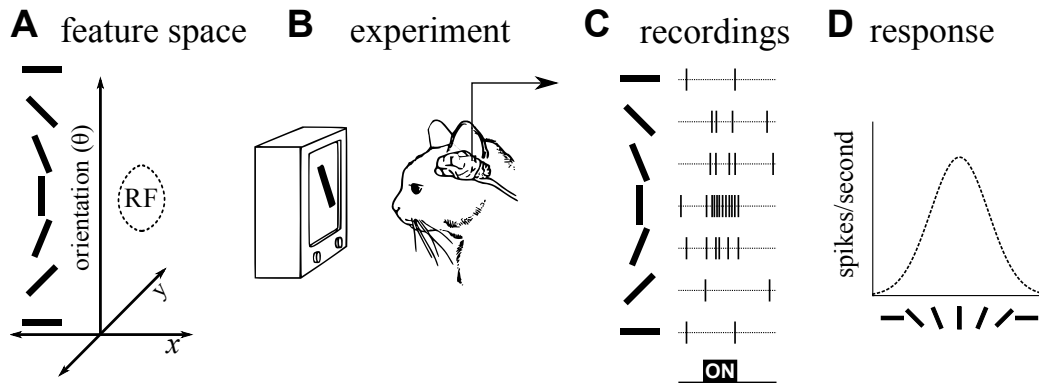 A feature space
orientation (θ)
RF
y
x
B experiment
C recordings
ON
D response
spikes/second